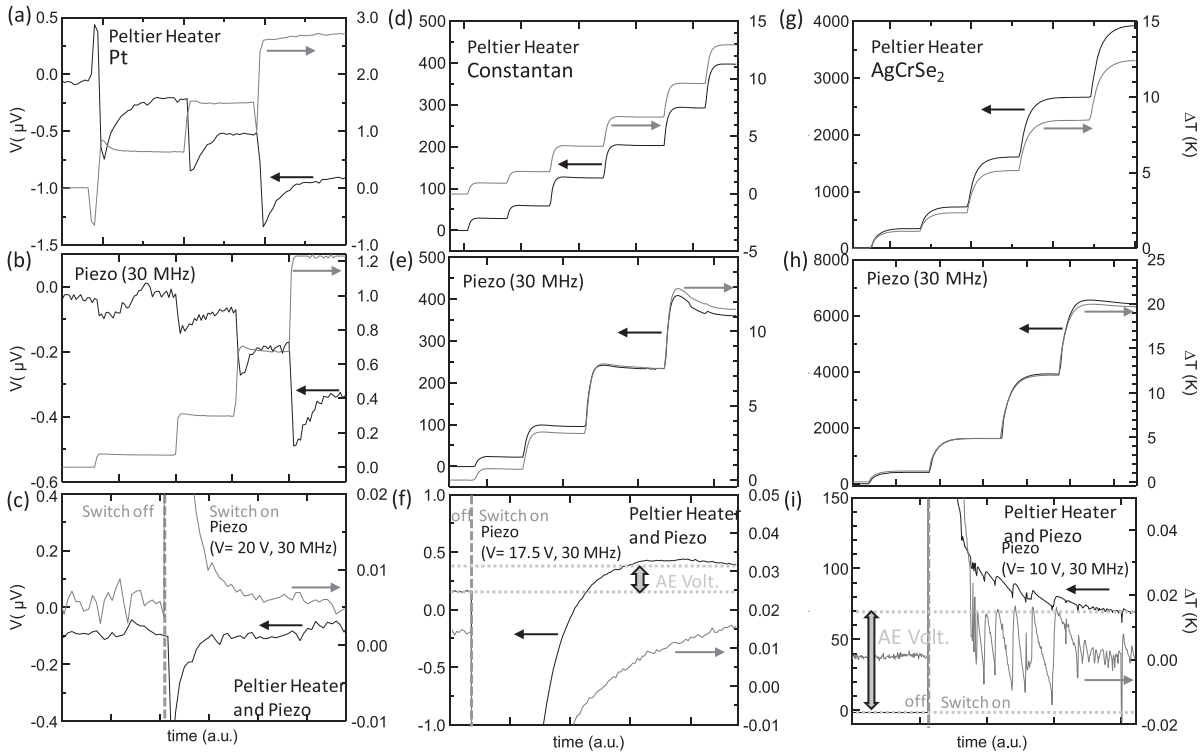 (a)
Peltier Heater
Pt
0.5
0.0
-0.5
-1.0
-1.5
V( µV)
3.0
2.0
1.0
0.0
-1.0
(d)
Peltier Heater
Constantan
500
400
300
200
100
0
15
10
5
0
-5
(g)
Peltier Heater
AgCrSe₂
4000
3000
2000
1000
0
15
10
5
0
ΔT (K)
(b)
Piezo (30 MHz)
0.0
-0.2
-0.4
-0.6
V( µV)
1.2
1.0
0.8
0.6
0.4
0.2
0.0
(e)
Piezo (30 MHz)
500
400
300
200
100
0
10
5
0
(h)
Piezo (30 MHz)
8000
6000
4000
2000
0
25
20
15
10
5
0
ΔT (K)
(c)
Switch off
Switch on
Piezo
(V= 20 V, 30 MHz)
Peltier Heater
and Piezo
0.4
0.2
0.0
-0.2
-0.4
V( µV)
0.02
0.01
0.00
-0.01
time (a.u.)
(f)
off
Switch on
Piezo
(V= 17.5 V, 30 MHz)
Peltier Heater
and Piezo
AE Volt.
1.0
0.5
0.0
-0.5
-1.0
0.05
0.04
0.03
0.02
0.01
0.00
-0.01
time (a.u.)
(i)
Peltier Heater
and Piezo
Piezo
(V= 10 V, 30 MHz)
AE Volt.
off
Switch on
150
100
50
0
0.04
0.02
0.00
-0.02
ΔT (K)
time (a.u.)